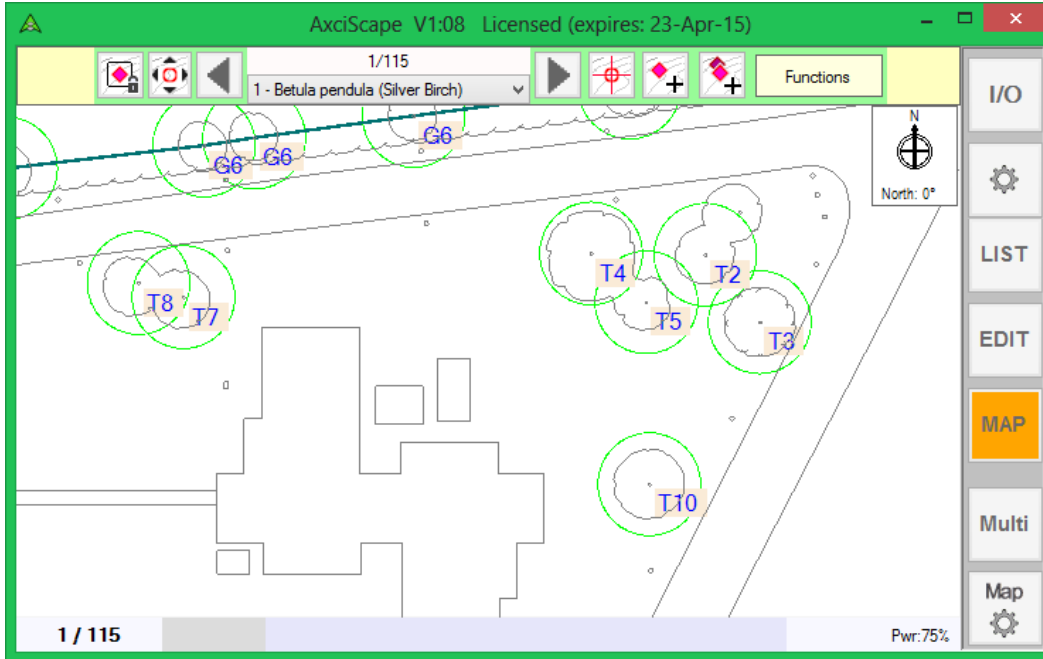 AxciScape V1:08 Licensed (expires: 23-Apr-15)
1/115
1 - Betula pendula (Silver Birch)
Functions
I/O
LIST
EDIT
MAP
Multi
Map
N
North: 0°
G6
G6
G6
T4
T2
T8
T7
T5
T3
T10
1 / 115
Pwr:75%